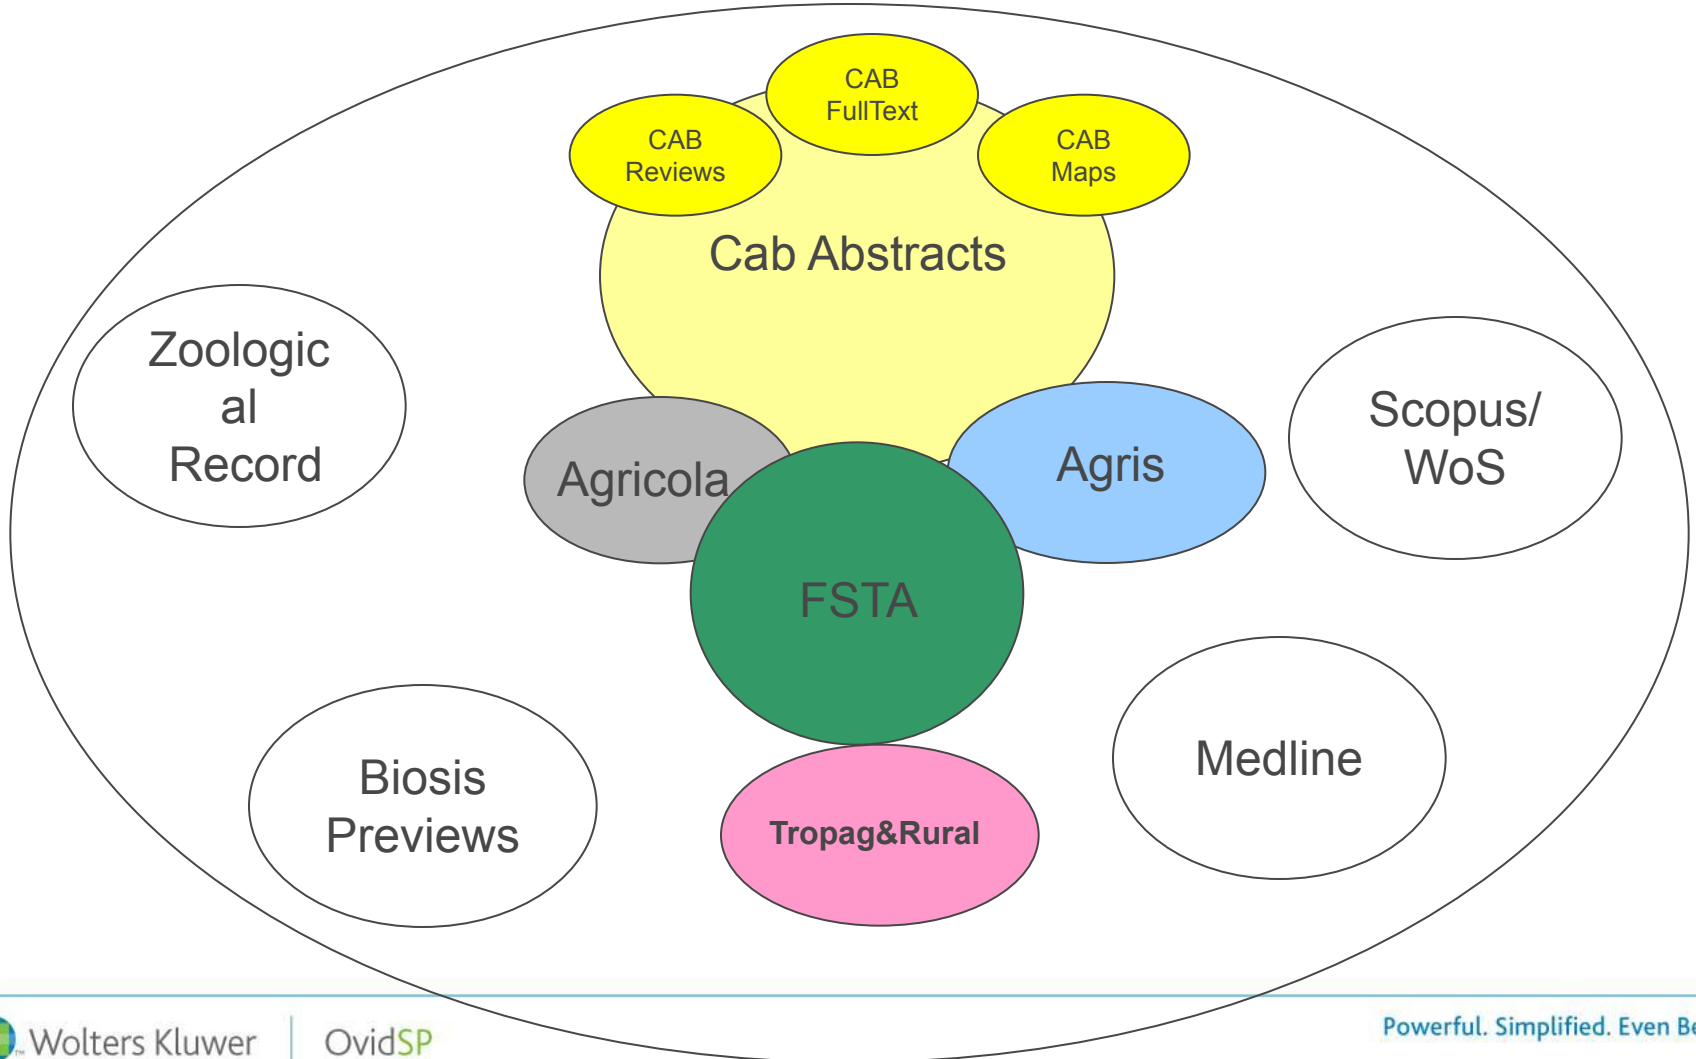 CAB
FullText
CAB
Reviews
CAB
Maps
Cab Abstracts
Zoologic
al
Record
Scopus/
WoS
Agricola
Agris
FSTA
Biosis
Previews
Medline
Tropag&Rural
Wolters Kluwer
OvidSP
Powerful. Simplified. Even Be